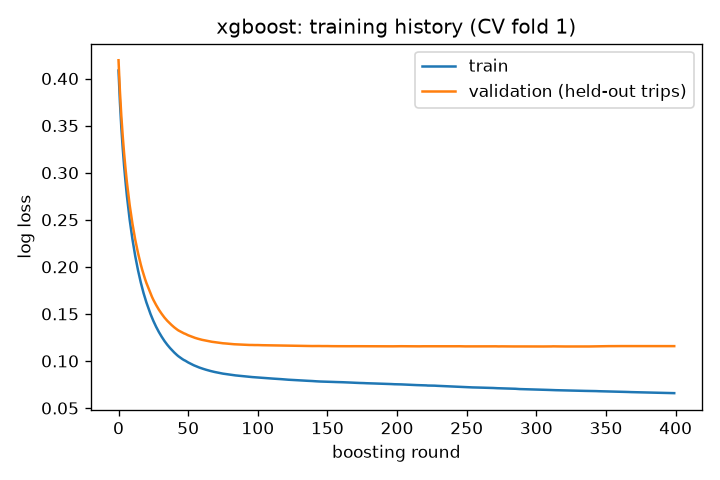 xgboost: training history (CV fold 1)
train
validation (held-out trips)
log loss
0.40
0.35
0.30
0.25
0.20
0.15
0.10
0.05
0 50 100 150 200 250 300 350 400
boosting round